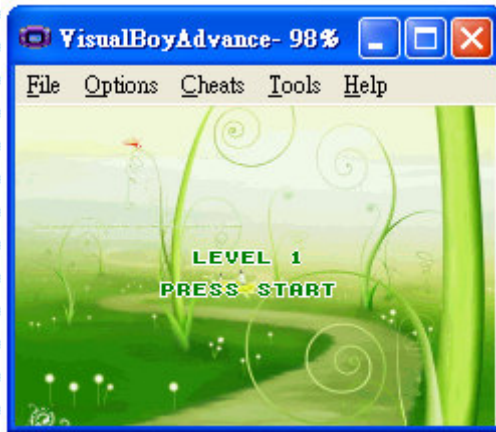 VisualBoyAdvance- 98%
File Options Cheats Tools Help
LEVEL 1
PRESS START